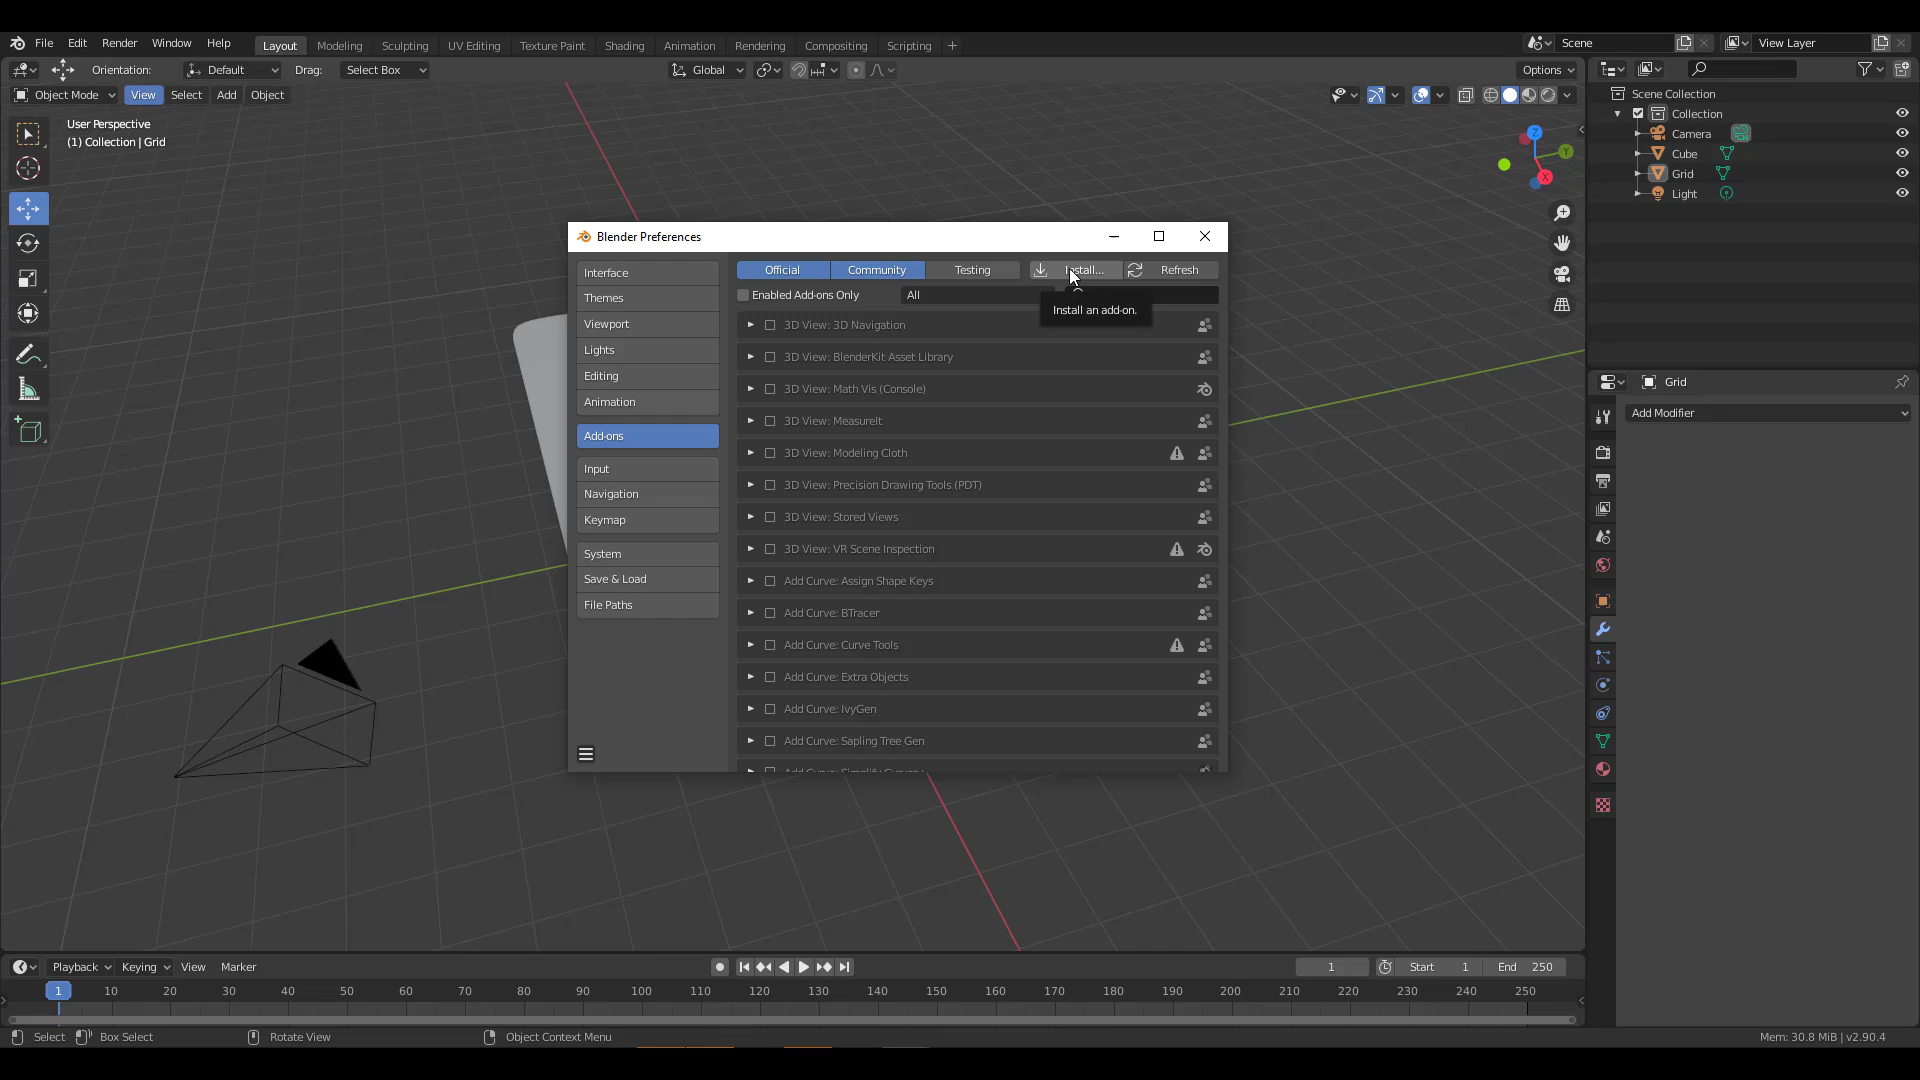 File Edit Render Window Help Layout Modeling Sculpting UV Editing Texture Paint Shading Animation Rendering Compositing Scripting + Scene View Layer
Orientation: Default Drag: Select Box Global Options
Object Mode View Select Add Object
User Perspective
(1) Collection | Grid
Z
Y
X
Scene Collection
Collection
Camera
Cube
Grid
Light
Blender Preferences
Interface
Themes
Viewport
Lights
Editing
Animation
Add-ons
Input
Navigation
Keymap
System
Save & Load
File Paths
Official Community Testing Install... Refresh
Enabled Add-ons Only All
Install an add-on.
3D View: 3D Navigation
3D View: BlenderKit Asset Library
3D View: Math Vis (Console)
3D View: MeasureIt
3D View: Modeling Cloth
3D View: Precision Drawing Tools (PDT)
3D View: Stored Views
3D View: VR Scene Inspection
Add Curve: Assign Shape Keys
Add Curve: BTracer
Add Curve: Curve Tools
Add Curve: Extra Objects
Add Curve: IvyGen
Add Curve: Sapling Tree Gen
Grid
Add Modifier
Playback Keying View Marker 1 Start 1 End 250
1 10 20 30 40 50 60 70 80 90 100 110 120 130 140 150 160 170 180 190 200 210 220 230 240 250
Select Box Select Rotate View Object Context Menu Mem: 30.8 MiB | v2.90.4